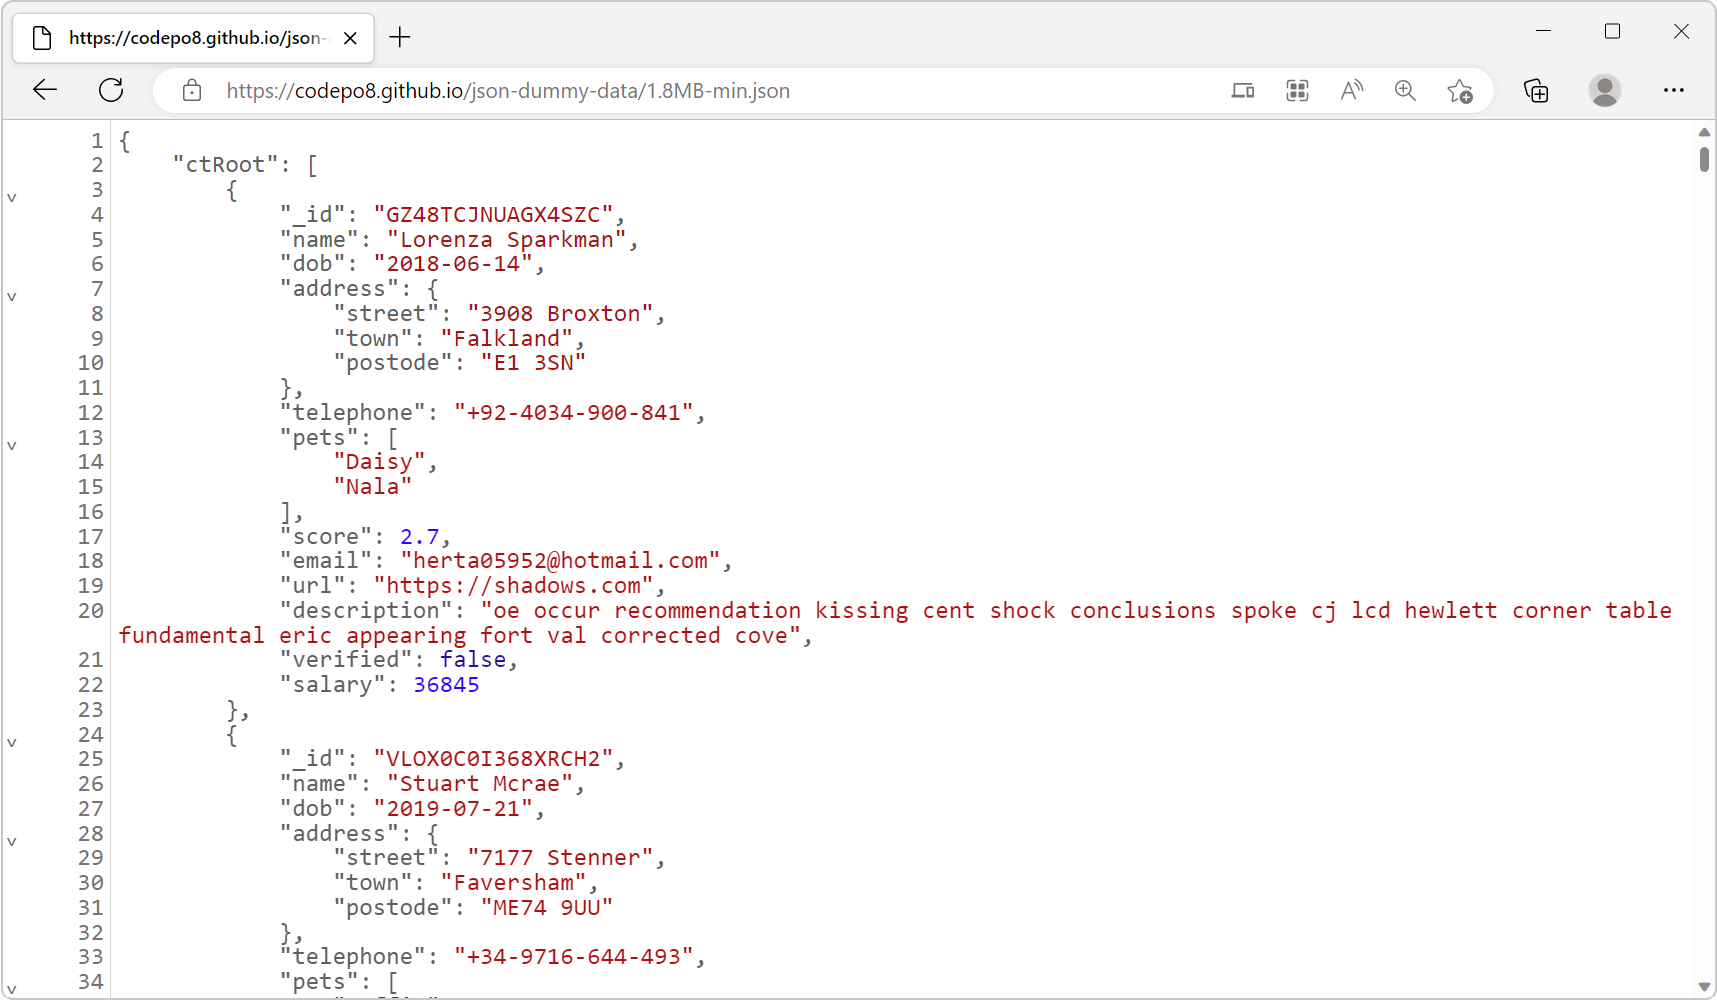 https://codepo8.github.io/json-
https://codepo8.github.io/json-dummy-data/1.8MB-min.json
1 {
2 "ctRoot": [
3 {
4 "_id": "GZ48TCJNUAGX4SZC",
5 "name": "Lorenza Sparkman",
6 "dob": "2018-06-14",
7 "address": {
8 "street": "3908 Broxton",
9 "town": "Falkland",
10 "postode": "E1 3SN"
11 },
12 "telephone": "+92-4034-900-841",
13 "pets": [
14 "Daisy",
15 "Nala"
16 ],
17 "score": 2.7,
18 "email": "herta05952@hotmail.com",
19 "url": "https://shadows.com",
20 "description": "oe occur recommendation kissing cent shock conclusions spoke cj lcd hewlett corner table
fundamental eric appearing fort val corrected cove",
21 "verified": false,
22 "salary": 36845
23 },
24 {
25 "_id": "VLOX0C0I368XRCH2",
26 "name": "Stuart Mcrae",
27 "dob": "2019-07-21",
28 "address": {
29 "street": "7177 Stenner",
30 "town": "Faversham",
31 "postode": "ME74 9UU"
32 },
33 "telephone": "+34-9716-644-493",
34 "pets": [